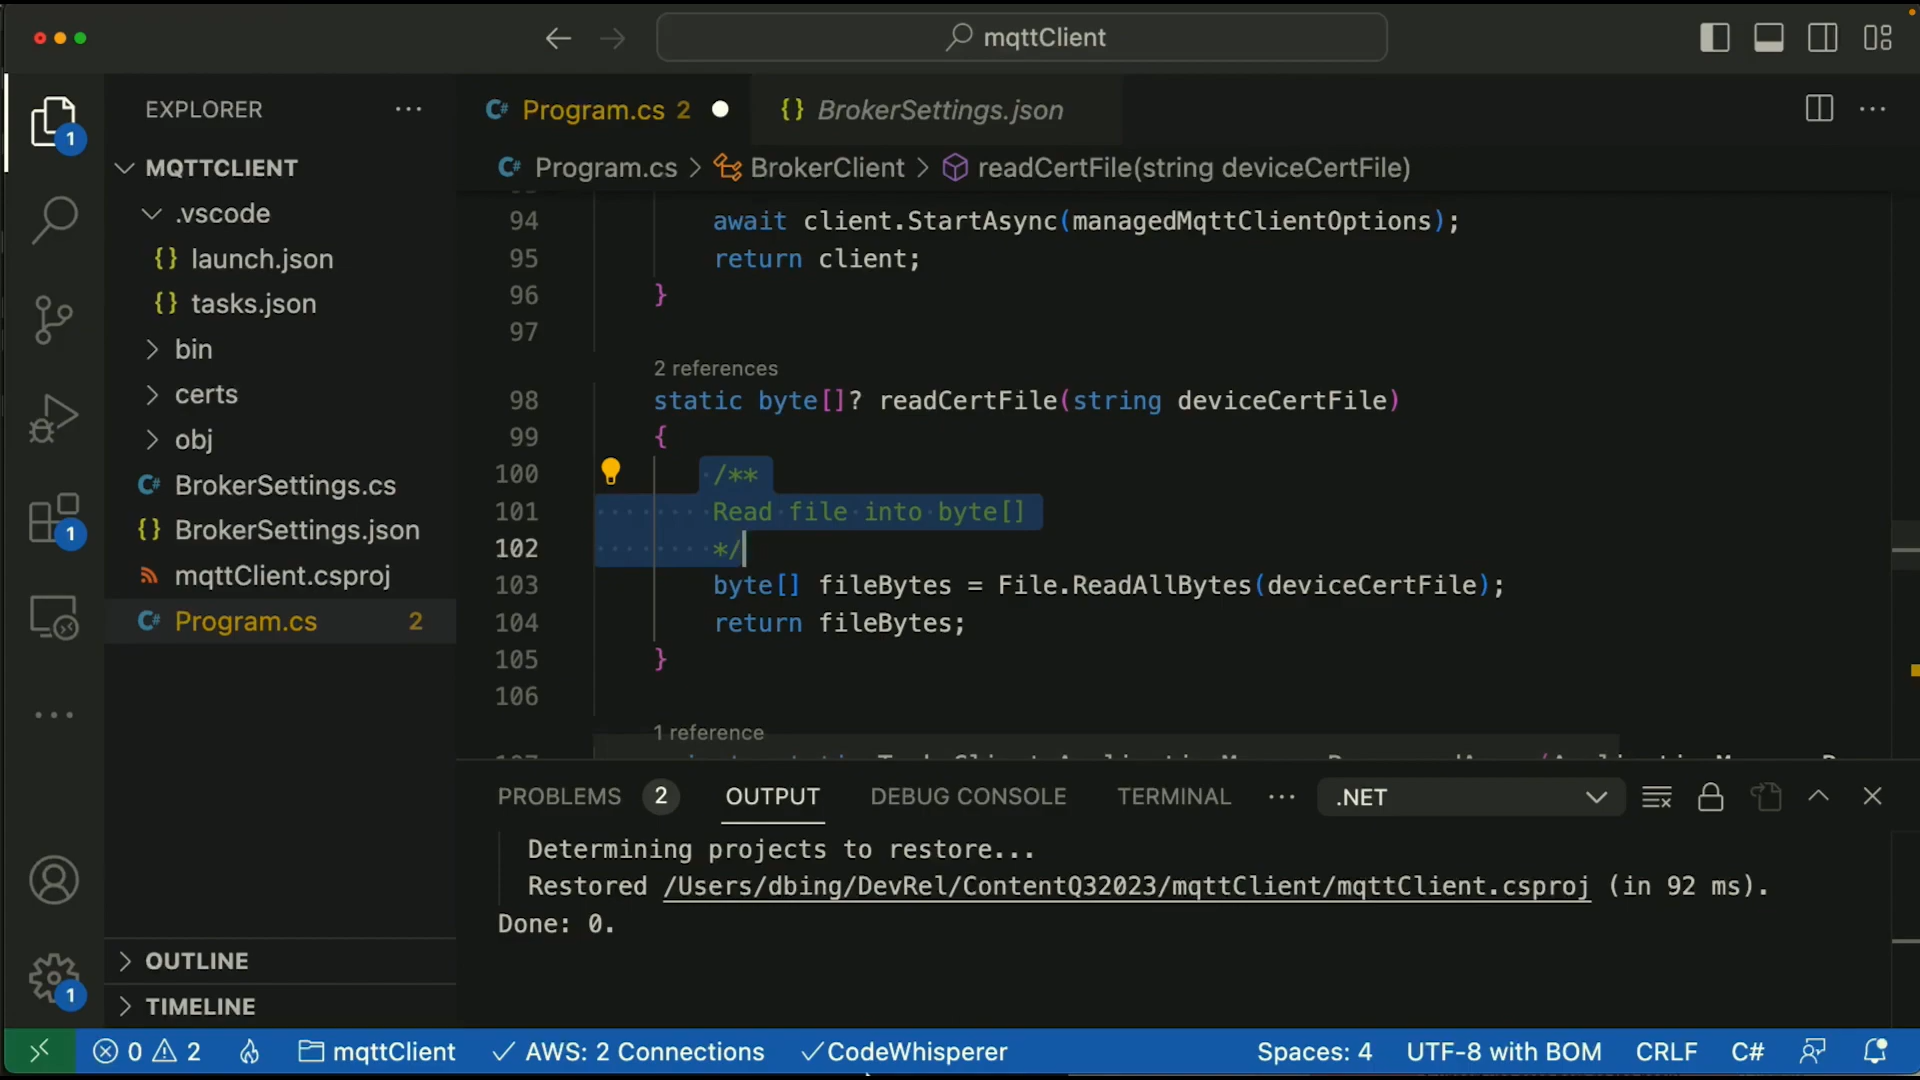 mqttClient
EXPLORER
MQTTCLIENT
.vscode
{} launch.json
{} tasks.json
bin
certs
obj
C# BrokerSettings.cs
{} BrokerSettings.json
mqttClient.csproj
C# Program.cs 2
OUTLINE
TIMELINE
1
1
1
C# Program.cs 2
{} BrokerSettings.json
C# Program.cs > BrokerClient > readCertFile(string deviceCertFile)
94 await client.StartAsync(managedMqttClientOptions);
95 return client;
96 }
97
2 references
98 static byte[]? readCertFile(string deviceCertFile)
99 {
100 /**
101 Read file into byte[]
102 */
103 byte[] fileBytes = File.ReadAllBytes(deviceCertFile);
104 return fileBytes;
105 }
106
1 reference
PROBLEMS 2 OUTPUT DEBUG CONSOLE TERMINAL ... .NET
Determining projects to restore...
Restored /Users/dbing/DevRel/ContentQ32023/mqttClient/mqttClient.csproj (in 92 ms).
Done: 0.
0 2 mqttClient AWS: 2 Connections CodeWhisperer Spaces: 4 UTF-8 with BOM CRLF C#